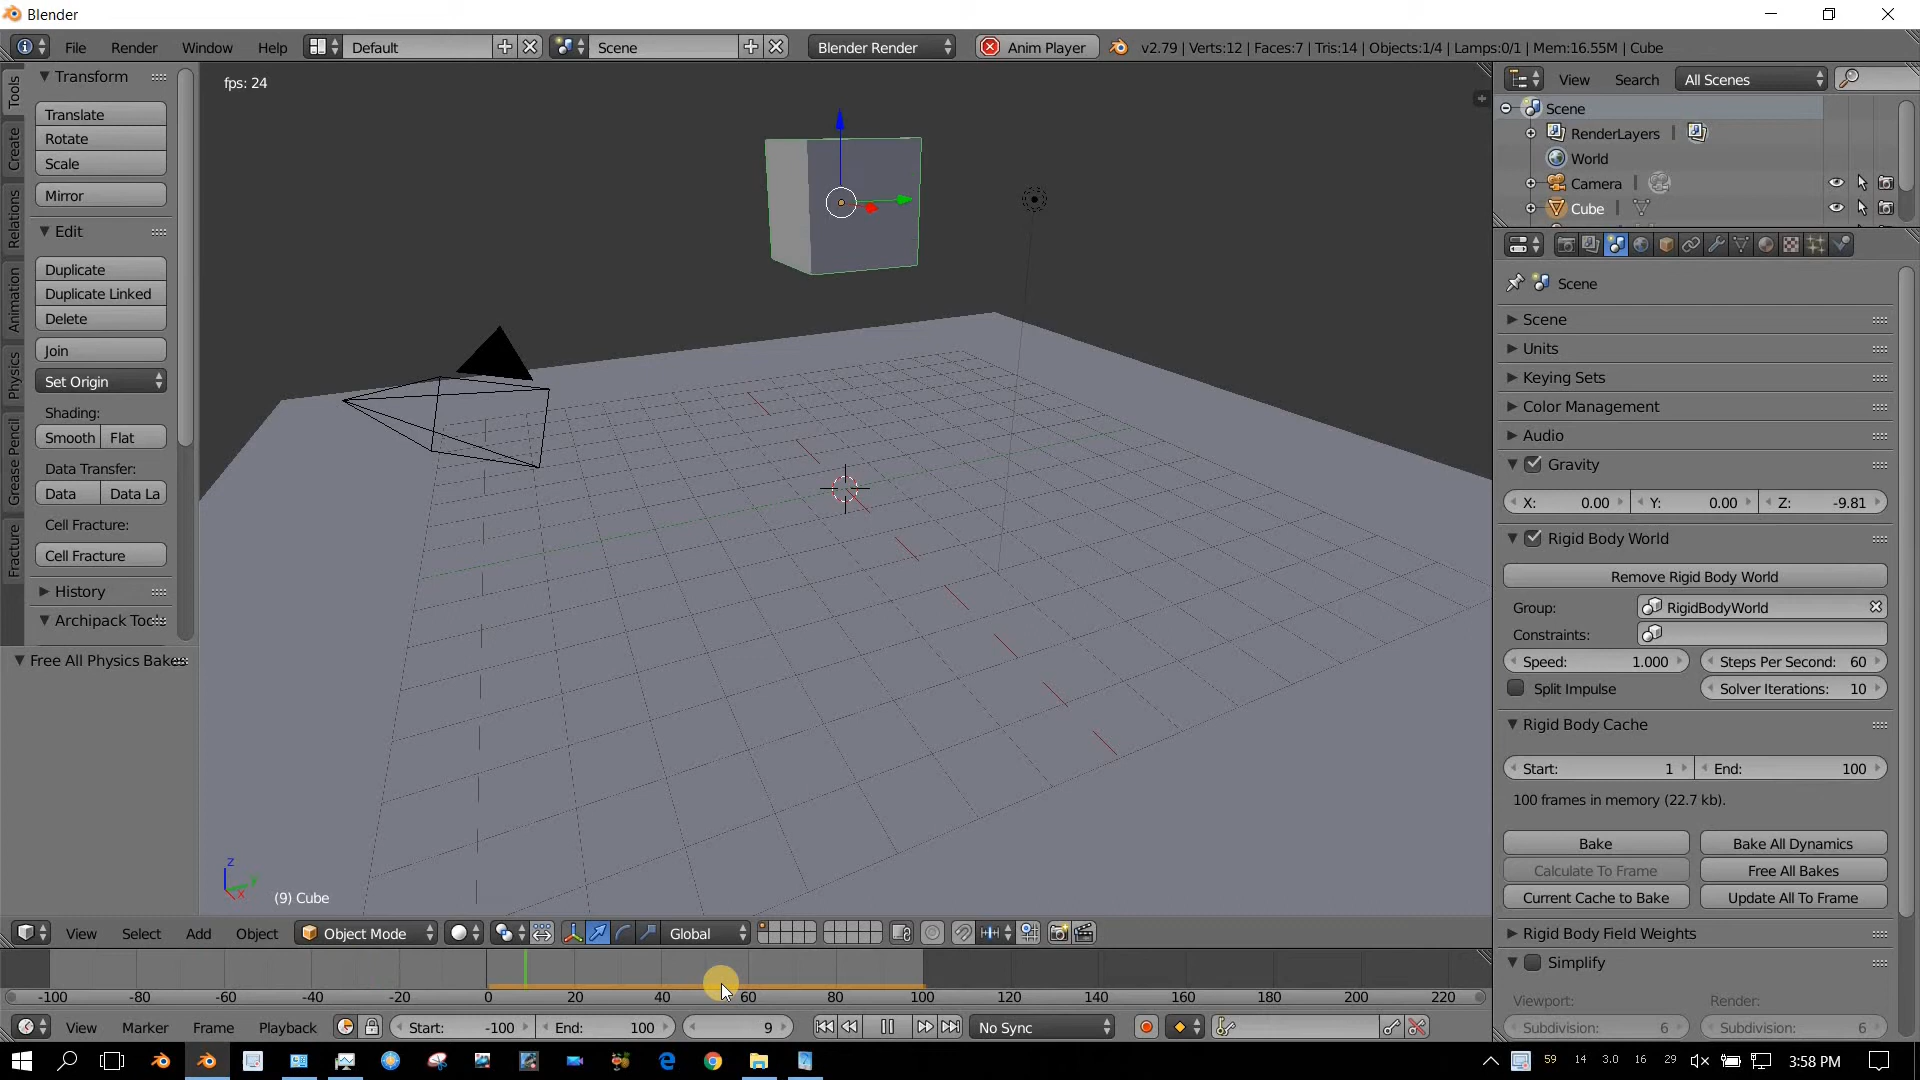 Blender
File Render Window Help Default Scene Blender Render Anim Player v2.79 | Verts:12 | Faces:7 | Tris:14 | Objects:1/4 | Lamps:0/1 | Mem:16.55M | Cube
Tools
Create
Relations
Animation
Physics
Grease Pencil
Fracture
Transform
Translate
Rotate
Scale
Mirror
Edit
Duplicate
Duplicate Linked
Delete
Join
Set Origin
Shading:
Smooth Flat
Data Transfer:
Data Data La
Cell Fracture:
Cell Fracture
History
Archipack Tools
Free All Physics Bakes
fps: 24
z
y
x
(9) Cube
View Search All Scenes
Scene
RenderLayers |
World
Camera |
Cube |
Scene
Scene
Units
Keying Sets
Color Management
Audio
Gravity
X: 0.00 Y: 0.00 Z: -9.81
Rigid Body World
Remove Rigid Body World
Group: RigidBodyWorld
Constraints:
Speed: 1.000 Steps Per Second: 60
Split Impulse Solver Iterations: 10
Rigid Body Cache
Start: 1 End: 100
100 frames in memory (22.7 kb).
Bake Bake All Dynamics
Calculate To Frame Free All Bakes
Current Cache to Bake Update All To Frame
Rigid Body Field Weights
Simplify
Viewport: Render:
Subdivision: 6 Subdivision: 6
View Select Add Object Object Mode Global
-100 -80 -60 -40 -20 0 20 40 60 80 100 120 140 160 180 200 220
View Marker Frame Playback Start: -100 End: 100 9 No Sync
59 14 3.0 16 29 3:58 PM